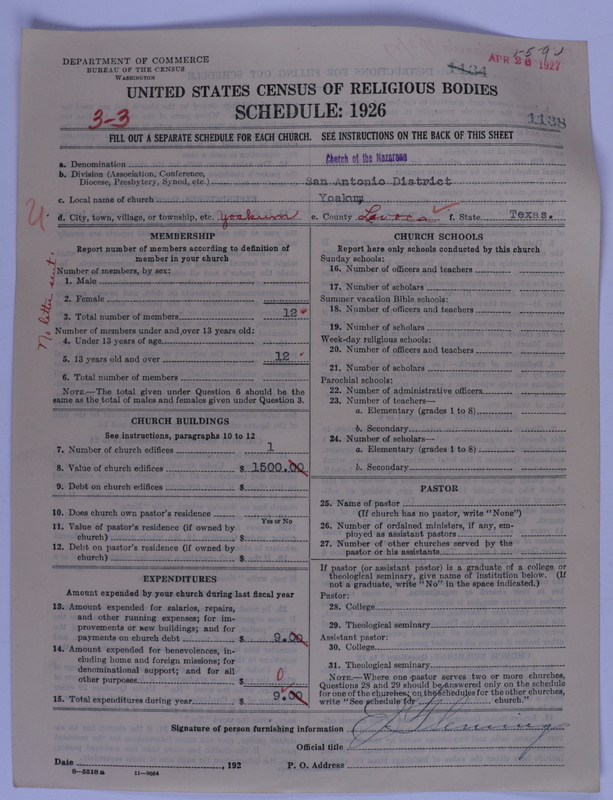 DEPARTMENT OF COMMERCE
BUREAU OF THE CENSUS
WASHINGTON
APR 26 1927
1134
UNITED STATES CENSUS OF RELIGIOUS BODIES
SCHEDULE: 1926
3-3
1138
FILL OUT A SEPARATE SCHEDULE FOR EACH CHURCH. SEE INSTRUCTIONS ON THE BACK OF THIS SHEET
a. Denomination Church of the Nazarene
b. Division (Association, Conference,
Diocese, Presbytery, Synod, etc.) San Antonio District
c. Local name of church Yoakum
d. City, town, village, or township, etc. Yoakum e. County Lavaca f. State Texas.
No letter sent.
MEMBERSHIP
Report number of members according to definition of
member in your church
Number of members, by sex:
1. Male
2. Female
3. Total number of members 12
Number of members under and over 13 years old:
4. Under 13 years of age
5. 13 years old and over 12
6. Total number of members
NOTE.—The total given under Question 6 should be
the same as the total of males and females given under Question 3.
CHURCH BUILDINGS
See instructions, paragraphs 10 to 12
7. Number of church edifices 1
8. Value of church edifices $ 1500.00
9. Debt on church edifices $
10. Does church own pastor's residence
Yes or No
11. Value of pastor's residence (if owned by
church) $
12. Debt on pastor's residence (if owned by
church) $
EXPENDITURES
Amount expended by your church during last fiscal year
13. Amount expended for salaries, repairs,
and other running expenses; for im-
provements or new buildings; and for
payments on church debt $ 9.00
14. Amount expended for benevolences, in-
cluding home and foreign missions; for
denominational support; and for all
other purposes $ 0
15. Total expenditures during year $ 9.00
CHURCH SCHOOLS
Report here only schools conducted by this church
Sunday schools:
16. Number of officers and teachers
17. Number of scholars
Summer vacation Bible schools:
18. Number of officers and teachers
19. Number of scholars
Week-day religious schools:
20. Number of officers and teachers
21. Number of scholars
Parochial schools:
22. Number of administrative officers
23. Number of teachers—
a. Elementary (grades 1 to 8)
b. Secondary
24. Number of scholars—
a. Elementary (grades 1 to 8)
b. Secondary
PASTOR
25. Name of pastor
(If church has no pastor, write "None")
26. Number of ordained ministers, if any, em-
ployed as assistant pastors
27. Number of other churches served by the
pastor or his assistants
If pastor (or assistant pastor) is a graduate of a college or
theological seminary, give name of institution below. (If
not a graduate, write "No" in the space indicated.)
Pastor:
28. College
29. Theological seminary
Assistant pastor:
30. College
31. Theological seminary
NOTE.—Where one pastor serves two or more churches,
Questions 28 and 29 should be answered only on the schedule
for one of the churches; on the schedules for the other churches,
write "See schedule for church."
Signature of person furnishing information Fleming
Official title
Date , 192 P. O. Address
8-5518 a 11-9054